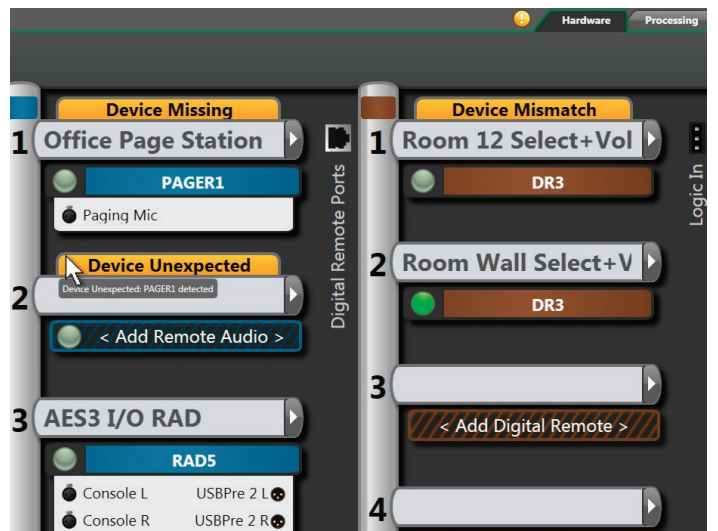 Hardware
Processing
Device Missing
1 Office Page Station
PAGER1
Paging Mic
Device Unexpected
Device Unexpected: PAGER1 detected
2
< Add Remote Audio >
3 AES3 I/O RAD
RAD5
Console L USBPre 2 L
Console R USBPre 2 R
Digital Remote Ports
Device Mismatch
1 Room 12 Select+Vol
DR3
2 Room Wall Select+V
DR3
3
< Add Digital Remote >
4
Logic In